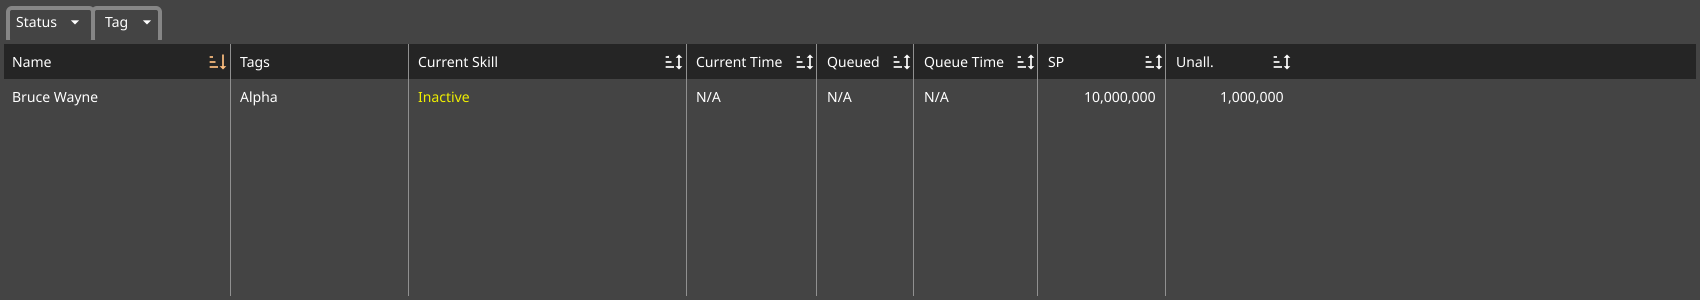 Status Tag
Name Tags Current Skill Current Time Queued Queue Time SP Unall.
Bruce Wayne Alpha Inactive N/A N/A N/A 10,000,000 1,000,000